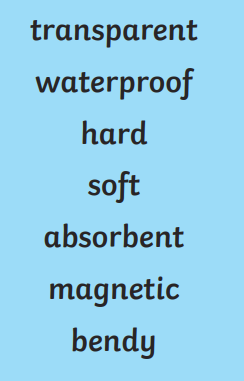 transparent
waterproof
hard
soft
absorbent
magnetic
bendy